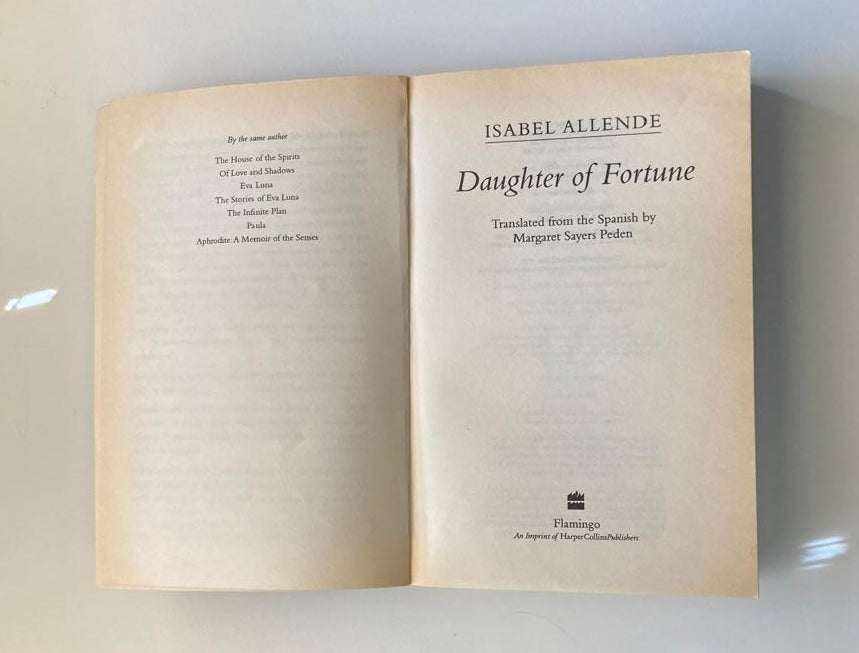 By the same author
The House of the Spirits
Of Love and Shadows
Eva Luna
The Stories of Eva Luna
The Infinite Plan
Paula
Aphrodite: A Memoir of the Senses
ISABEL ALLENDE
Daughter of Fortune
Translated from the Spanish by
Margaret Sayers Peden
Flamingo
An Imprint of HarperCollinsPublishers